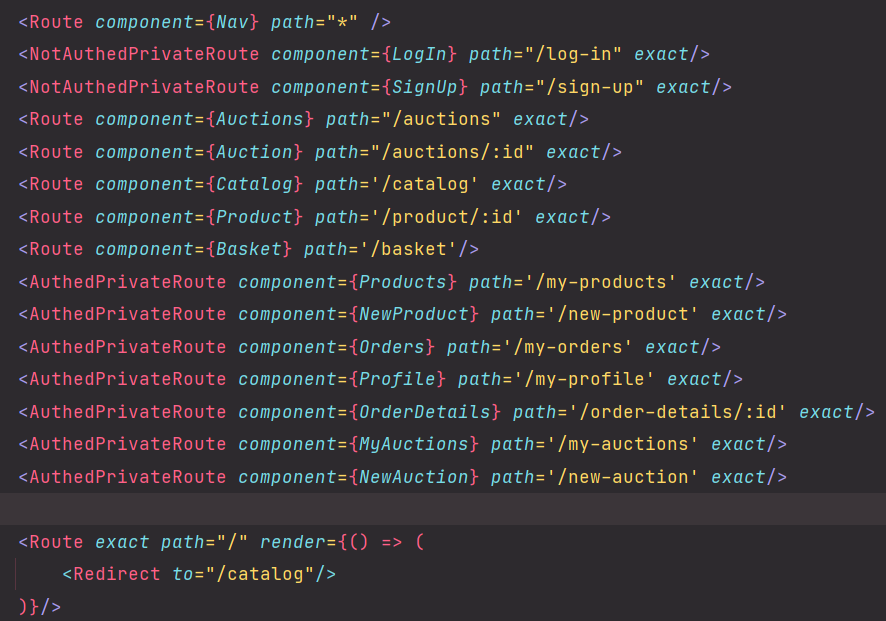 <Route component={Nav} path="*" />
<NotAuthedPrivateRoute component={LogIn} path="/log-in" exact/>
<NotAuthedPrivateRoute component={SignUp} path="/sign-up" exact/>
<Route component={Auctions} path="/auctions" exact/>
<Route component={Auction} path="/auctions/:id" exact/>
<Route component={Catalog} path='/catalog' exact/>
<Route component={Product} path='/product/:id' exact/>
<Route component={Basket} path='/basket'/>
<AuthedPrivateRoute component={Products} path='/my-products' exact/>
<AuthedPrivateRoute component={NewProduct} path='/new-product' exact/>
<AuthedPrivateRoute component={Orders} path='/my-orders' exact/>
<AuthedPrivateRoute component={Profile} path='/my-profile' exact/>
<AuthedPrivateRoute component={OrderDetails} path='/order-details/:id' exact/>
<AuthedPrivateRoute component={MyAuctions} path='/my-auctions' exact/>
<AuthedPrivateRoute component={NewAuction} path='/new-auction' exact/>
<Route exact path="/" render={() => (
    <Redirect to="/catalog"/>
)}/>